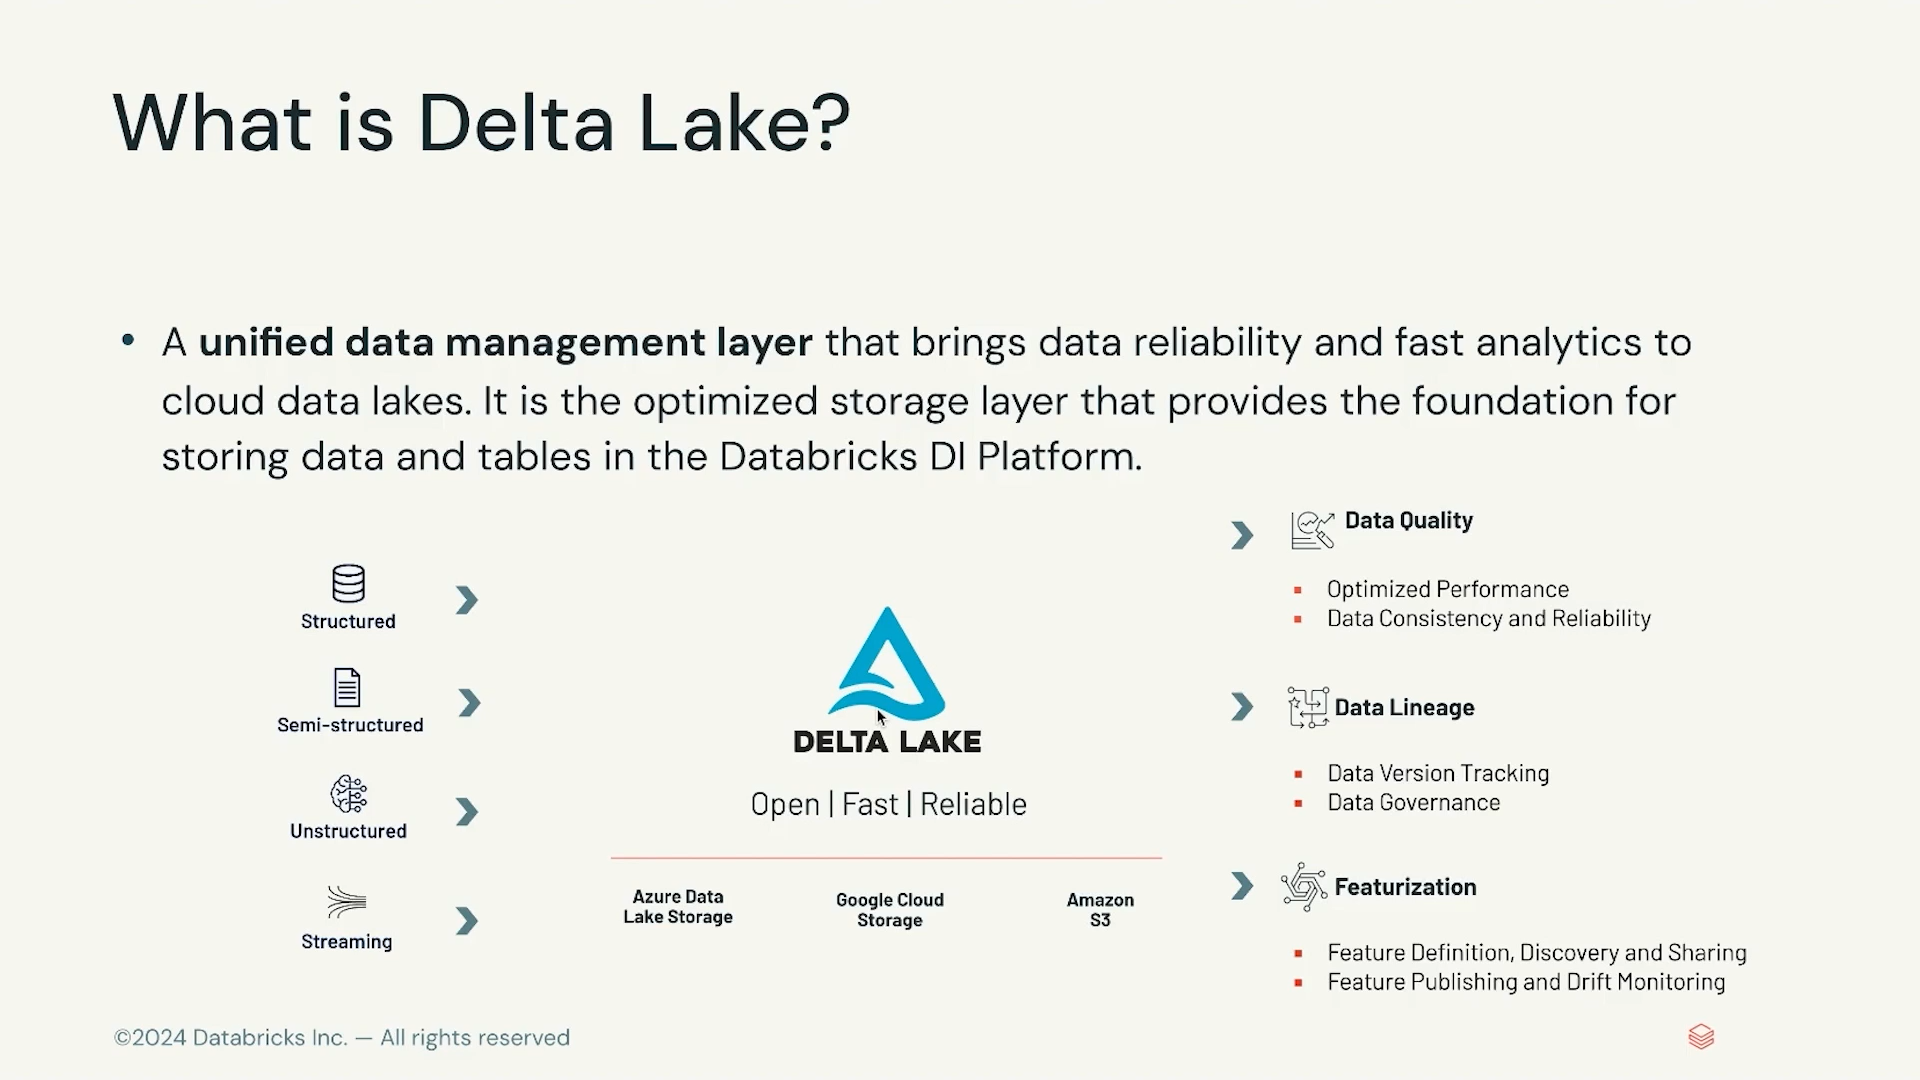 What is Delta Lake?
• A unified data management layer that brings data reliability and fast analytics to
cloud data lakes. It is the optimized storage layer that provides the foundation for
storing data and tables in the Databricks DI Platform.
Structured
Semi-structured
Unstructured
Streaming
DELTA LAKE
Open | Fast | Reliable
Azure Data
Lake Storage
Google Cloud
Storage
Amazon
S3
Data Quality
▪ Optimized Performance
▪ Data Consistency and Reliability
Data Lineage
▪ Data Version Tracking
▪ Data Governance
Featurization
▪ Feature Definition, Discovery and Sharing
▪ Feature Publishing and Drift Monitoring
©2024 Databricks Inc. — All rights reserved